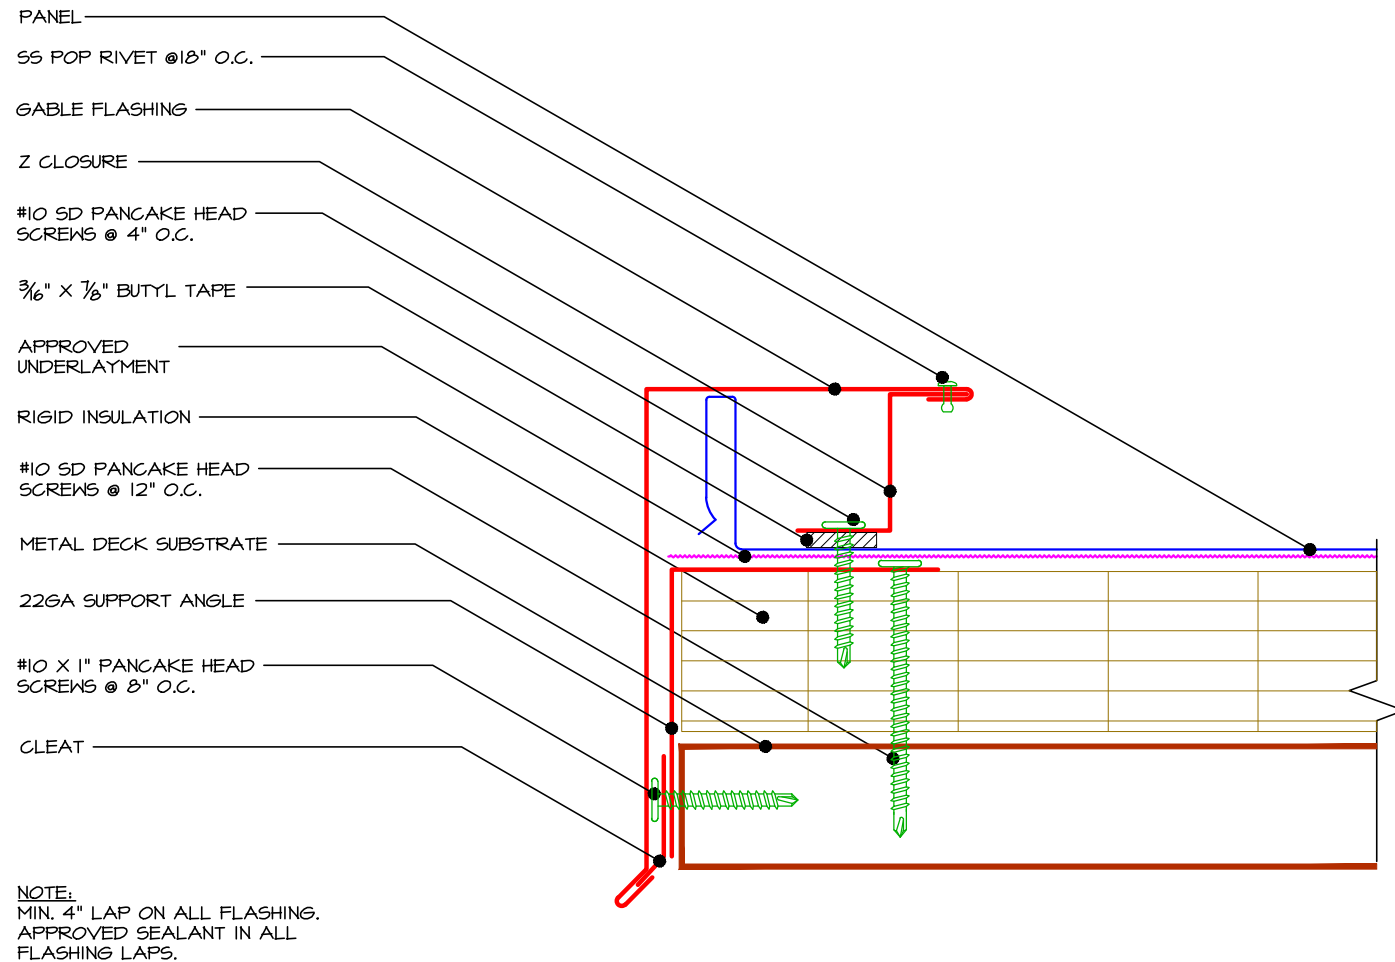 PANEL
SS POP RIVET @18" O.C.
GABLE FLASHING
Z CLOSURE
#10 SD PANCAKE HEAD
SCREWS @ 4" O.C.
3/16" X 7/8" BUTYL TAPE
APPROVED
UNDERLAYMENT
RIGID INSULATION
#10 SD PANCAKE HEAD
SCREWS @ 12" O.C.
METAL DECK SUBSTRATE
22GA SUPPORT ANGLE
#10 X 1" PANCAKE HEAD
SCREWS @ 8" O.C.
CLEAT
NOTE:
MIN. 4" LAP ON ALL FLASHING.
APPROVED SEALANT IN ALL
FLASHING LAPS.